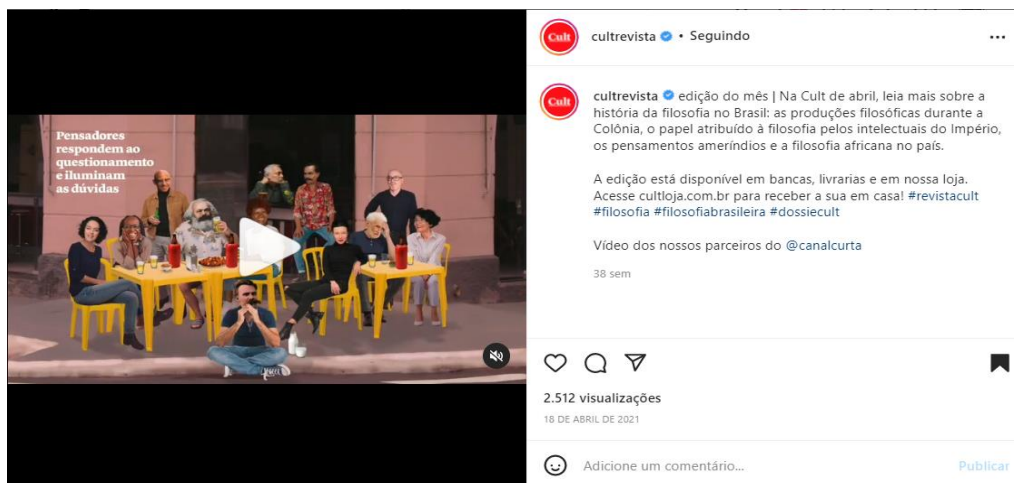 Pensadores
respondem ao
questionamento
e iluminam
as dúvidas
Cult
cultrevista • Seguindo
Cult
cultrevista edição do mês | Na Cult de abril, leia mais sobre a
história da filosofia no Brasil: as produções filosóficas durante a
Colônia, o papel atribuído à filosofia pelos intelectuais do Império,
os pensamentos ameríndios e a filosofia africana no país.
A edição está disponível em bancas, livrarias e em nossa loja.
Acesse cultloja.com.br para receber a sua em casa! #revistacult
#filosofia #filosofiabrasileira #dossiecult
Vídeo dos nossos parceiros do @canalcurta
38 sem
2.512 visualizações
18 DE ABRIL DE 2021
Adicione um comentário...
Publicar